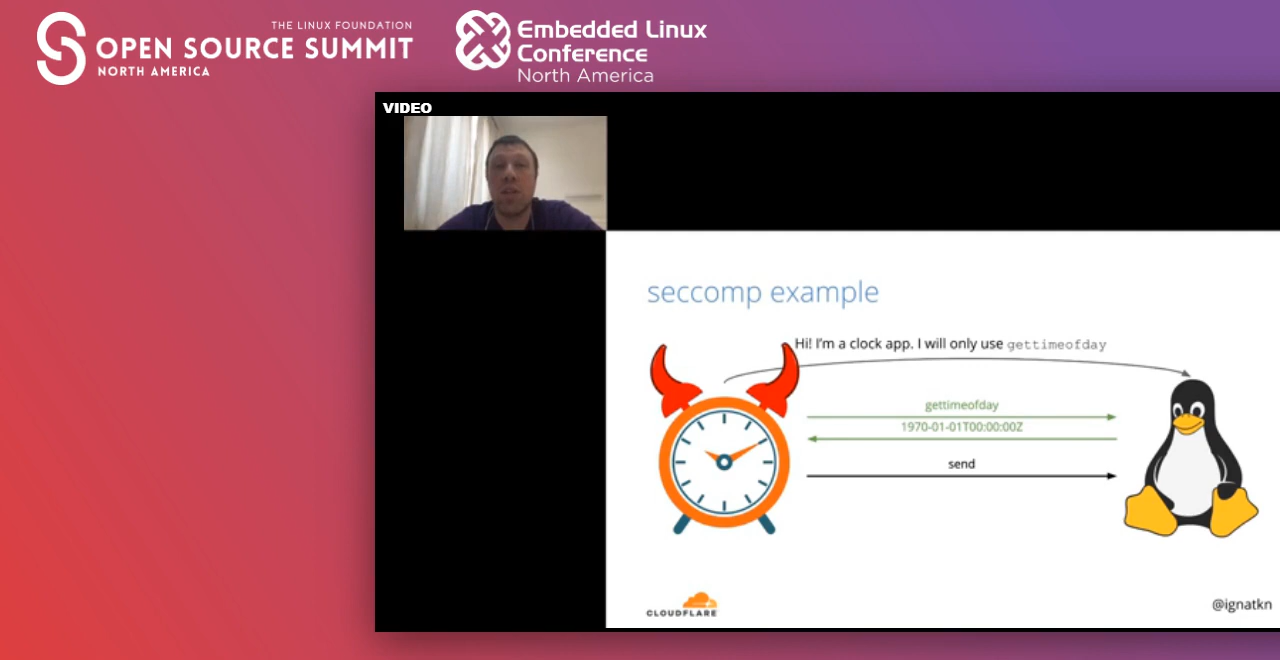 THE LINUX FOUNDATION
OPEN SOURCE SUMMIT
NORTH AMERICA
Embedded Linux
Conference
North America
VIDEO
seccomp example
Hi! I'm a clock app. I will only use gettimeofday
gettimeofday
1970-01-01T00:00:00Z
send
CLOUDFLARE
@ignatkn